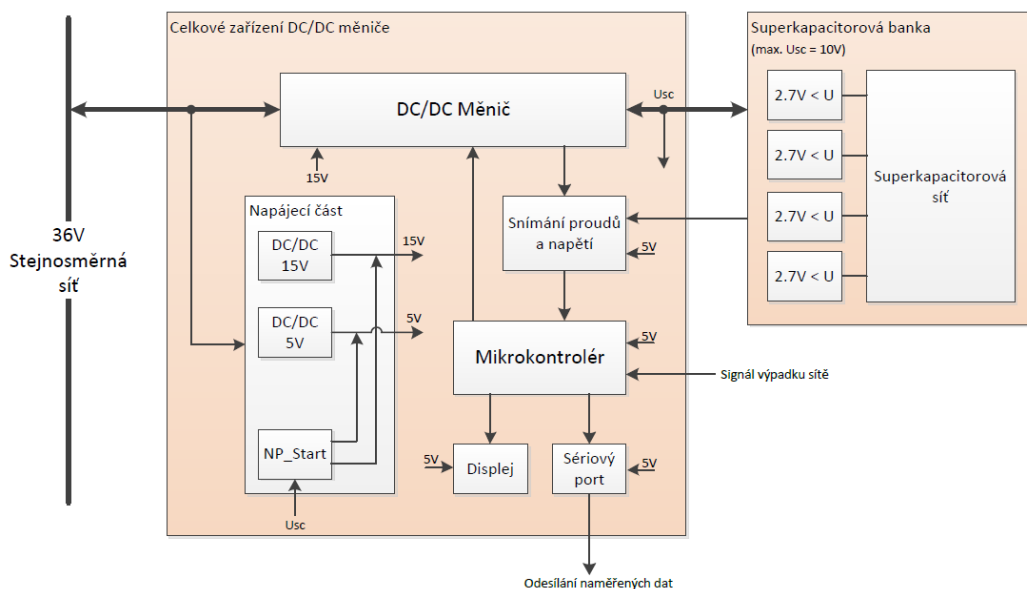 Celkové zařízení DC/DC měniče
Superkapacitorová banka
(max. Usc = 10V)
DC/DC Měnič
Usc
2.7V < U
2.7V < U
2.7V < U
2.7V < U
Superkapacitorová
síť
15V
Napájecí část
DC/DC
15V
15V
DC/DC
5V
5V
NP_Start
Usc
36V
Stejnosměrná
síť
Snímání proudů
a napětí
5V
Mikrokontrolér
5V
Signál výpadku sítě
5V
Displej
Sériový
port
5V
Odesílání naměřených dat